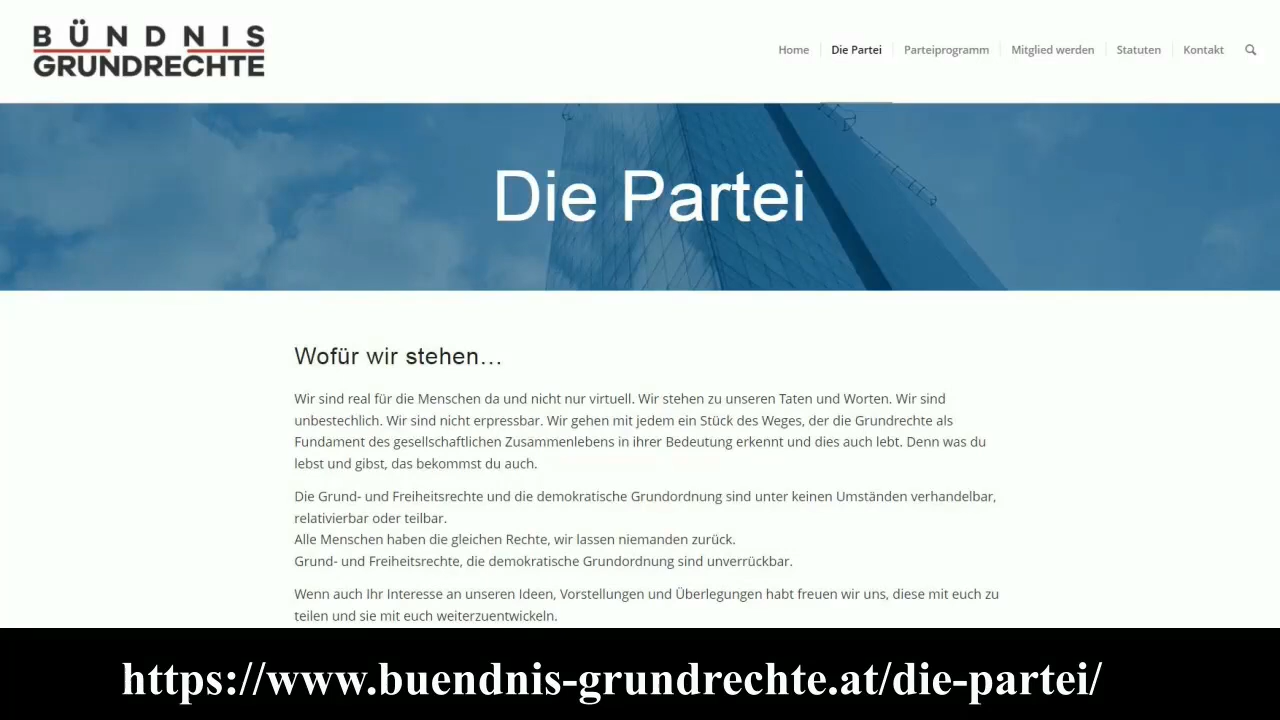 BÜNDNIS
GRUNDRECHTE
Home Die Partei Parteiprogramm Mitglied werden Statuten Kontakt
Die Partei
Wofür wir stehen…
Wir sind real für die Menschen da und nicht nur virtuell. Wir stehen zu unseren Taten und Worten. Wir sind
unbestechlich. Wir sind nicht erpressbar. Wir gehen mit jedem ein Stück des Weges, der die Grundrechte als
Fundament des gesellschaftlichen Zusammenlebens in ihrer Bedeutung erkennt und dies auch lebt. Denn was du
lebst und gibst, das bekommst du auch.
Die Grund- und Freiheitsrechte und die demokratische Grundordnung sind unter keinen Umständen verhandelbar,
relativierbar oder teilbar.
Alle Menschen haben die gleichen Rechte, wir lassen niemanden zurück.
Grund- und Freiheitsrechte, die demokratische Grundordnung sind unverrückbar.
Wenn auch Ihr Interesse an unseren Ideen, Vorstellungen und Überlegungen habt freuen wir uns, diese mit euch zu
teilen und sie mit euch weiterzuentwickeln.
https://www.buendnis-grundrechte.at/die-partei/